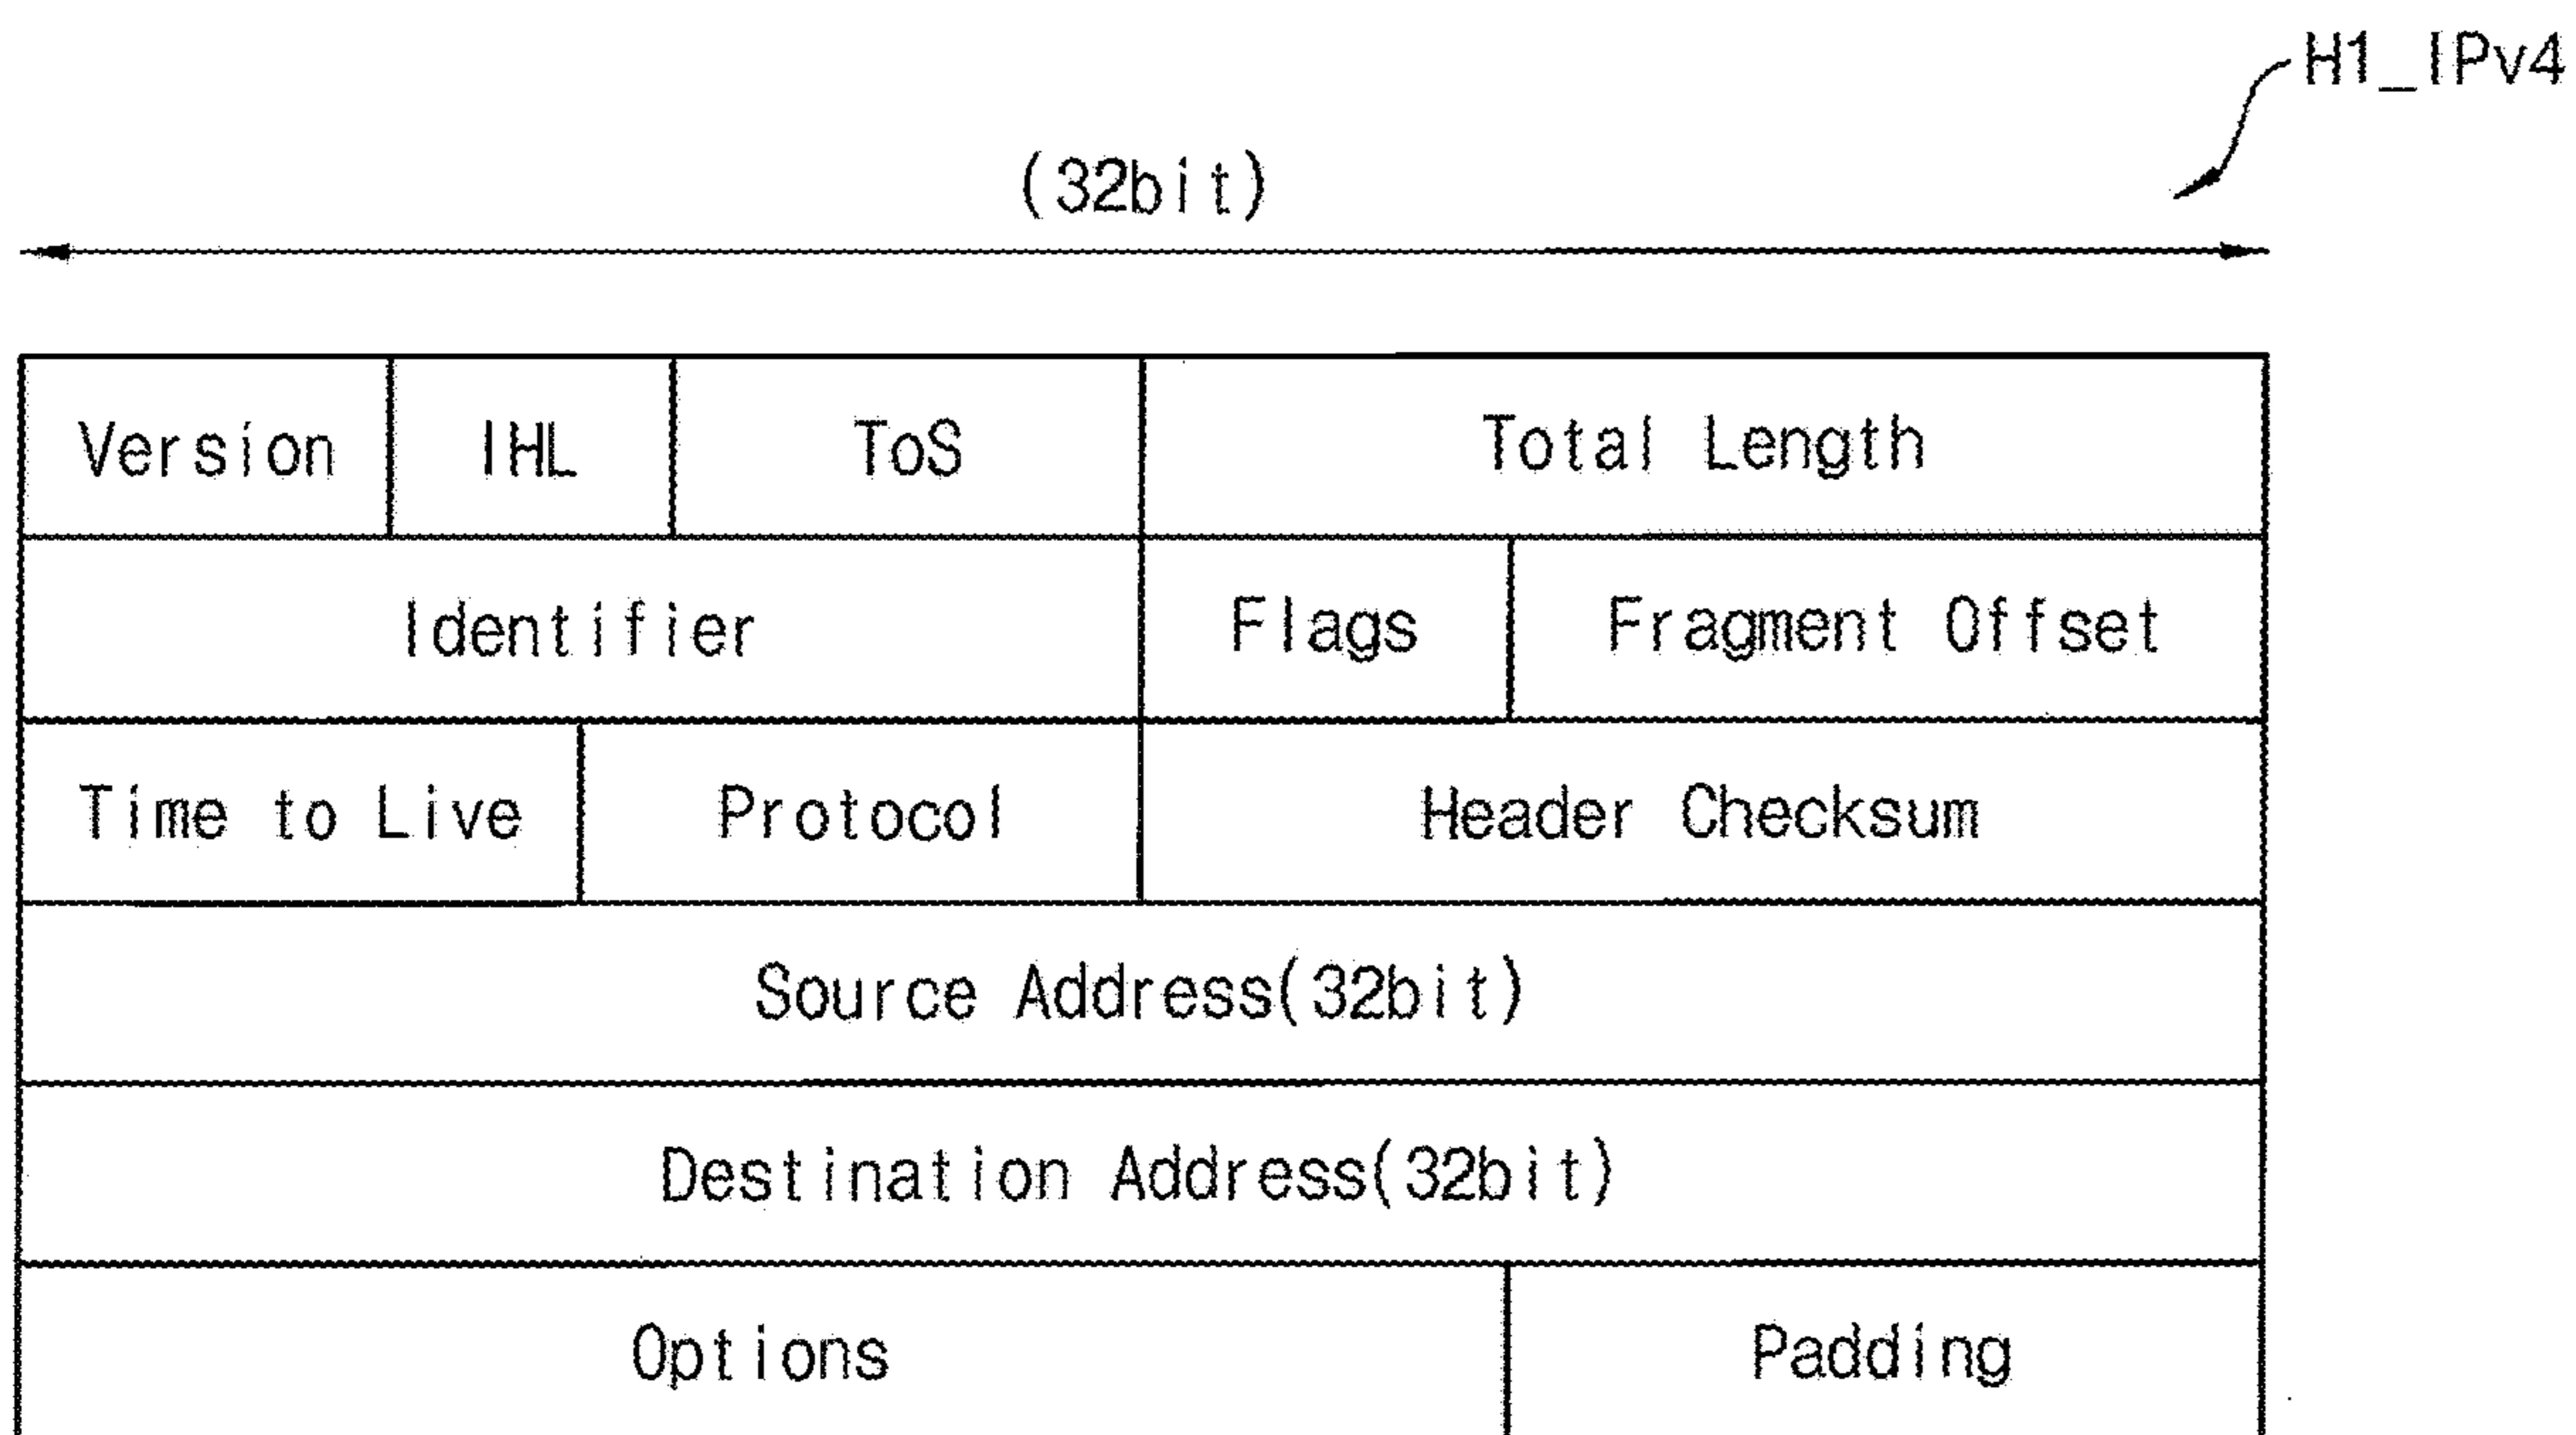 H1_IPv4
(32bit)
Version IHL ToS Total Length
Identifier Flags Fragment Offset
Time to Live Protocol Header Checksum
Source Address(32bit)
Destination Address(32bit)
Options Padding